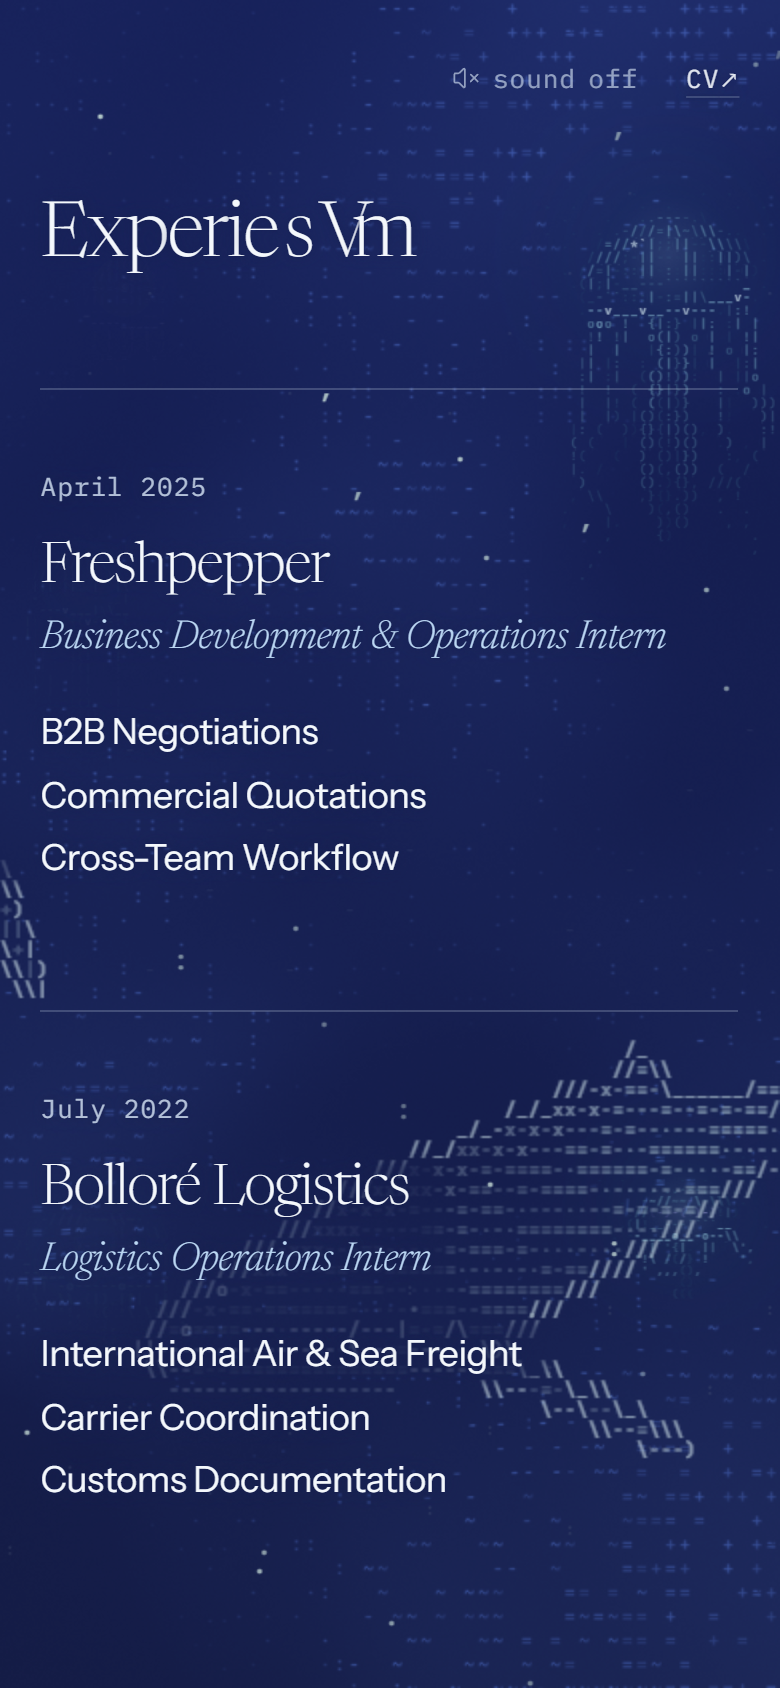 sound off CV↗
Experie s Vm
April 2025
Freshpepper
Business Development & Operations Intern
B2B Negotiations
Commercial Quotations
Cross-Team Workflow
July 2022
Bolloré Logistics
Logistics Operations Intern
International Air & Sea Freight
Carrier Coordination
Customs Documentation